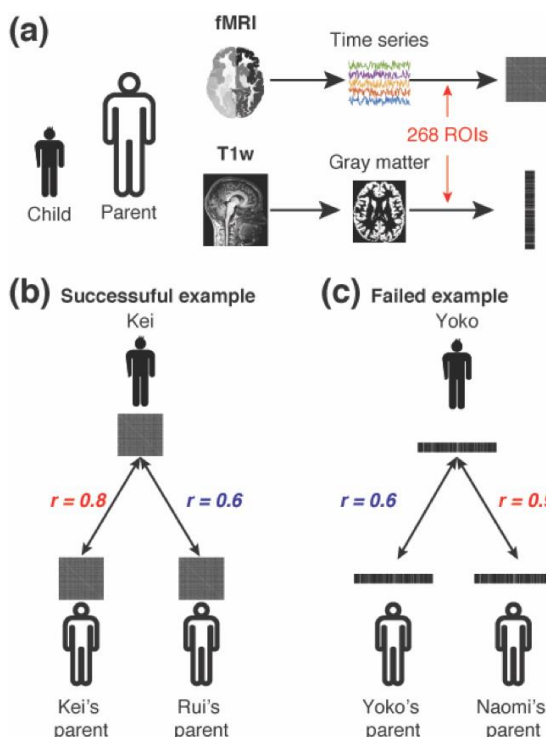 (a)
fMRI
Time series
268 ROIs
T1w
Gray matter
Child
Parent
(b) Successuful example
Kei
r = 0.8
r = 0.6
Kei's
parent
Rui's
parent
(c) Failed example
Yoko
r = 0.6
Yoko's
parent
Naomi's
parent